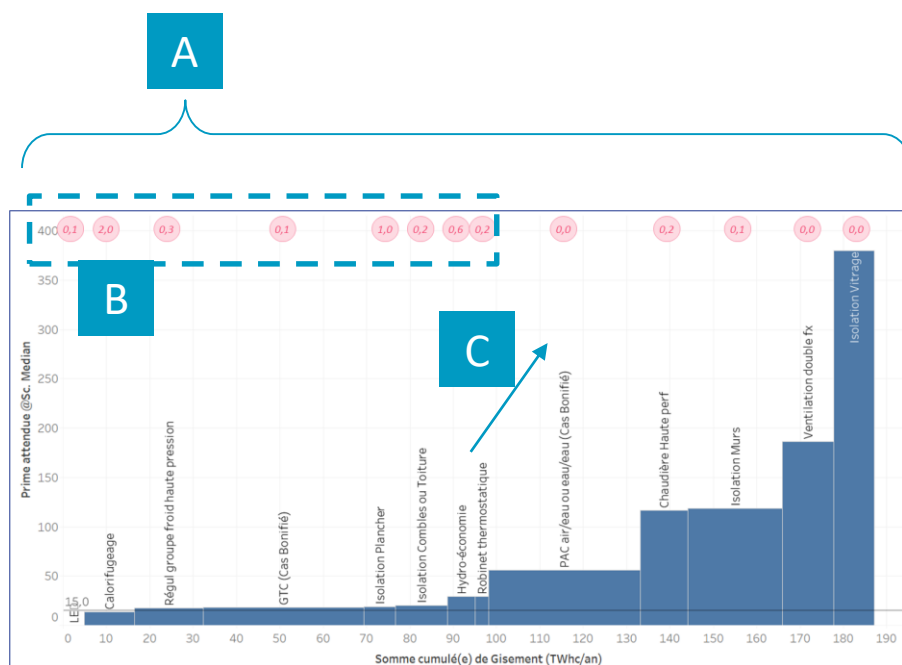 A
0,1 2,0 0,3 0,1 1,0 0,2 0,6 0,2 0,0 0,2 0,1 0,0 0,0
B
C
Prime attendue @Sc. Median
400
350
300
250
200
150
100
50
15,0
0
LED
Calorifugeage
Régul groupe froid haute pression
GTC (Cas Bonifié)
Isolation Plancher
Isolation Combles ou Toiture
Hydro-économie
Robinet thermostatique
PAC air/eau ou eau/eau (Cas Bonifié)
Chaudière Haute perf
Isolation Murs
Ventilation double fx
Isolation Vitrage
0 10 20 30 40 50 60 70 80 90 100 110 120 130 140 150 160 170 180 190
Somme cumulé(e) de Gisement (TWhc/an)